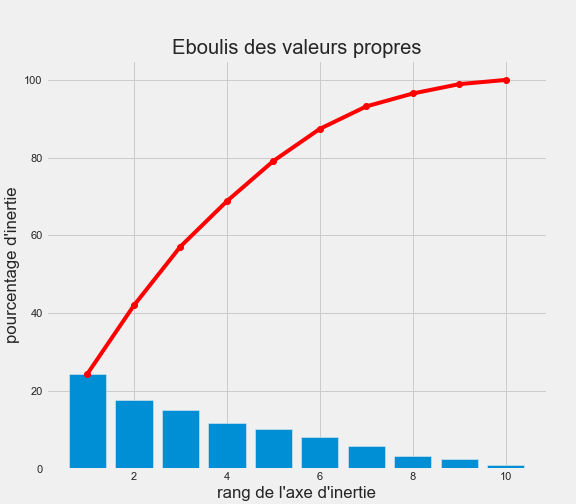 Eboulis des valeurs propres
100
80
60
40
20
0
pourcentage d'inertie
2 4 6 8 10
rang de l'axe d'inertie